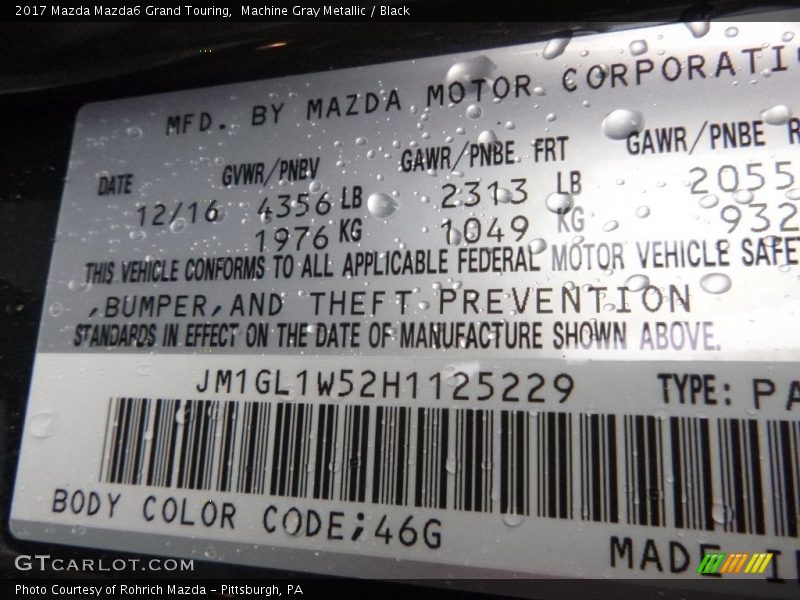 2017 Mazda Mazda6 Grand Touring, Machine Gray Metallic / Black
MFD. BY MAZDA MOTOR CORPORATI
DATE GVWR/PNBV GAWR/PNBE FRT GAWR/PNBE R
12/16 4356 LB 2313 LB 2055
1976 KG 1049 KG 932
THIS VEHICLE CONFORMS TO ALL APPLICABLE FEDERAL MOTOR VEHICLE SAFE
,BUMPER,AND THEFT PREVENTION
STANDARDS IN EFFECT ON THE DATE OF MANUFACTURE SHOWN ABOVE.
JM1GL1W52H1125229 TYPE: PA
BODY COLOR CODE;46G
MADE I
GTCARLOT.COM
Photo Courtesy of Rohrich Mazda - Pittsburgh, PA